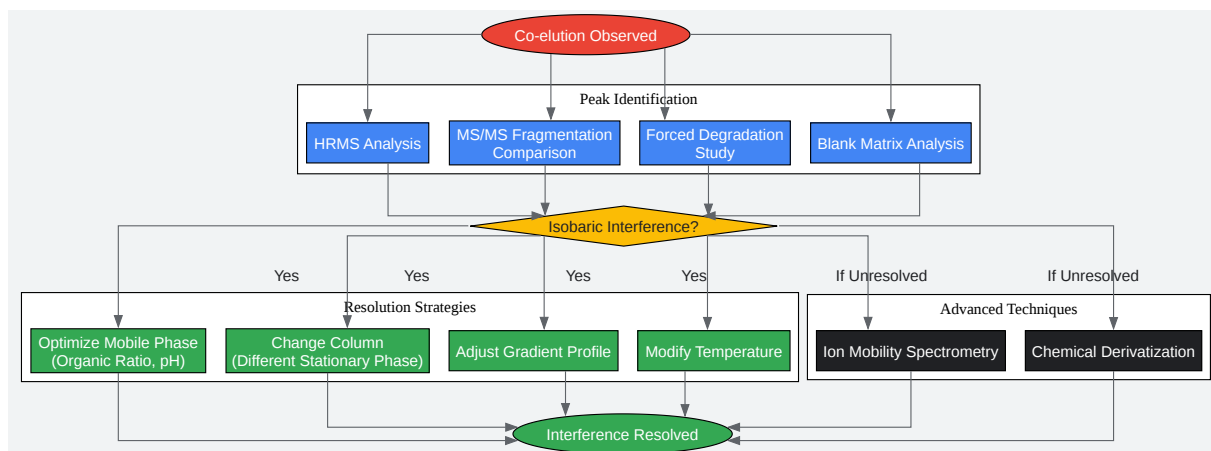 Co-elution Observed
Peak Identification
HRMS Analysis
MS/MS Fragmentation
Comparison
Forced Degradation
Study
Blank Matrix Analysis
Isobaric Interference?
Yes
Yes
Yes
Yes
If Unresolved
If Unresolved
Resolution Strategies
Advanced Techniques
Optimize Mobile Phase
(Organic Ratio, pH)
Change Column
(Different Stationary Phase)
Adjust Gradient Profile
Modify Temperature
Ion Mobility Spectrometry
Chemical Derivatization
Interference Resolved